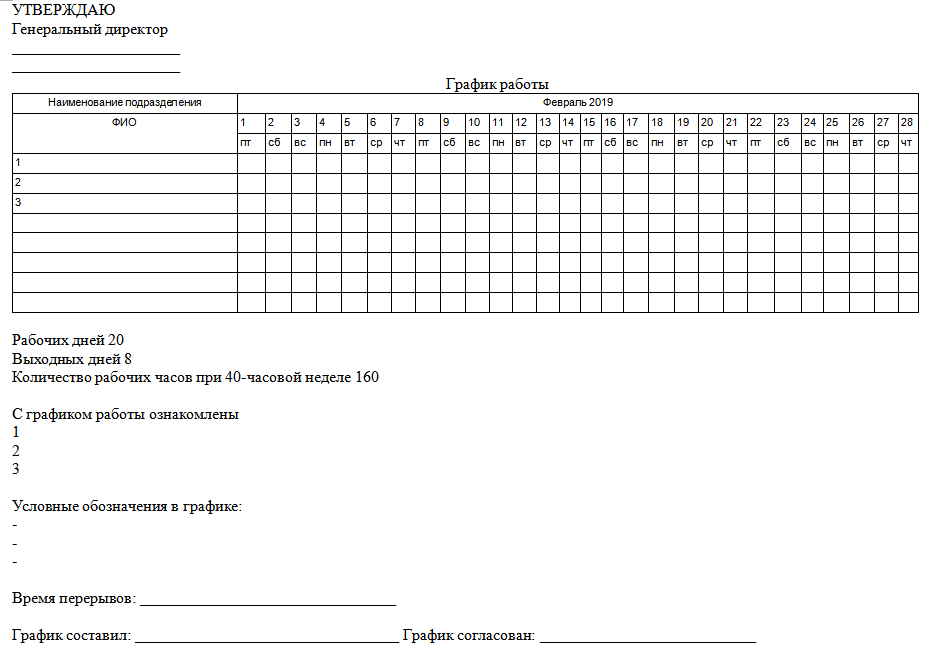 УТВЕРЖДАЮ
Генеральный директор
График работы
Наименование подразделения Февраль 2019
ФИО 1 2 3 4 5 6 7 8 9 10 11 12 13 14 15 16 17 18 19 20 21 22 23 24 25 26 27 28
пт сб вс пн вт ср чт пт сб вс пн вт ср чт пт сб вс пн вт ср чт пт сб вс пн вт ср чт
1
2
3
Рабочих дней 20
Выходных дней 8
Количество рабочих часов при 40-часовой неделе 160
С графиком работы ознакомлены
1
2
3
Условные обозначения в графике:
-
-
-
Время перерывов: ________________________________
График составил: _________________________________ График согласован: ___________________________